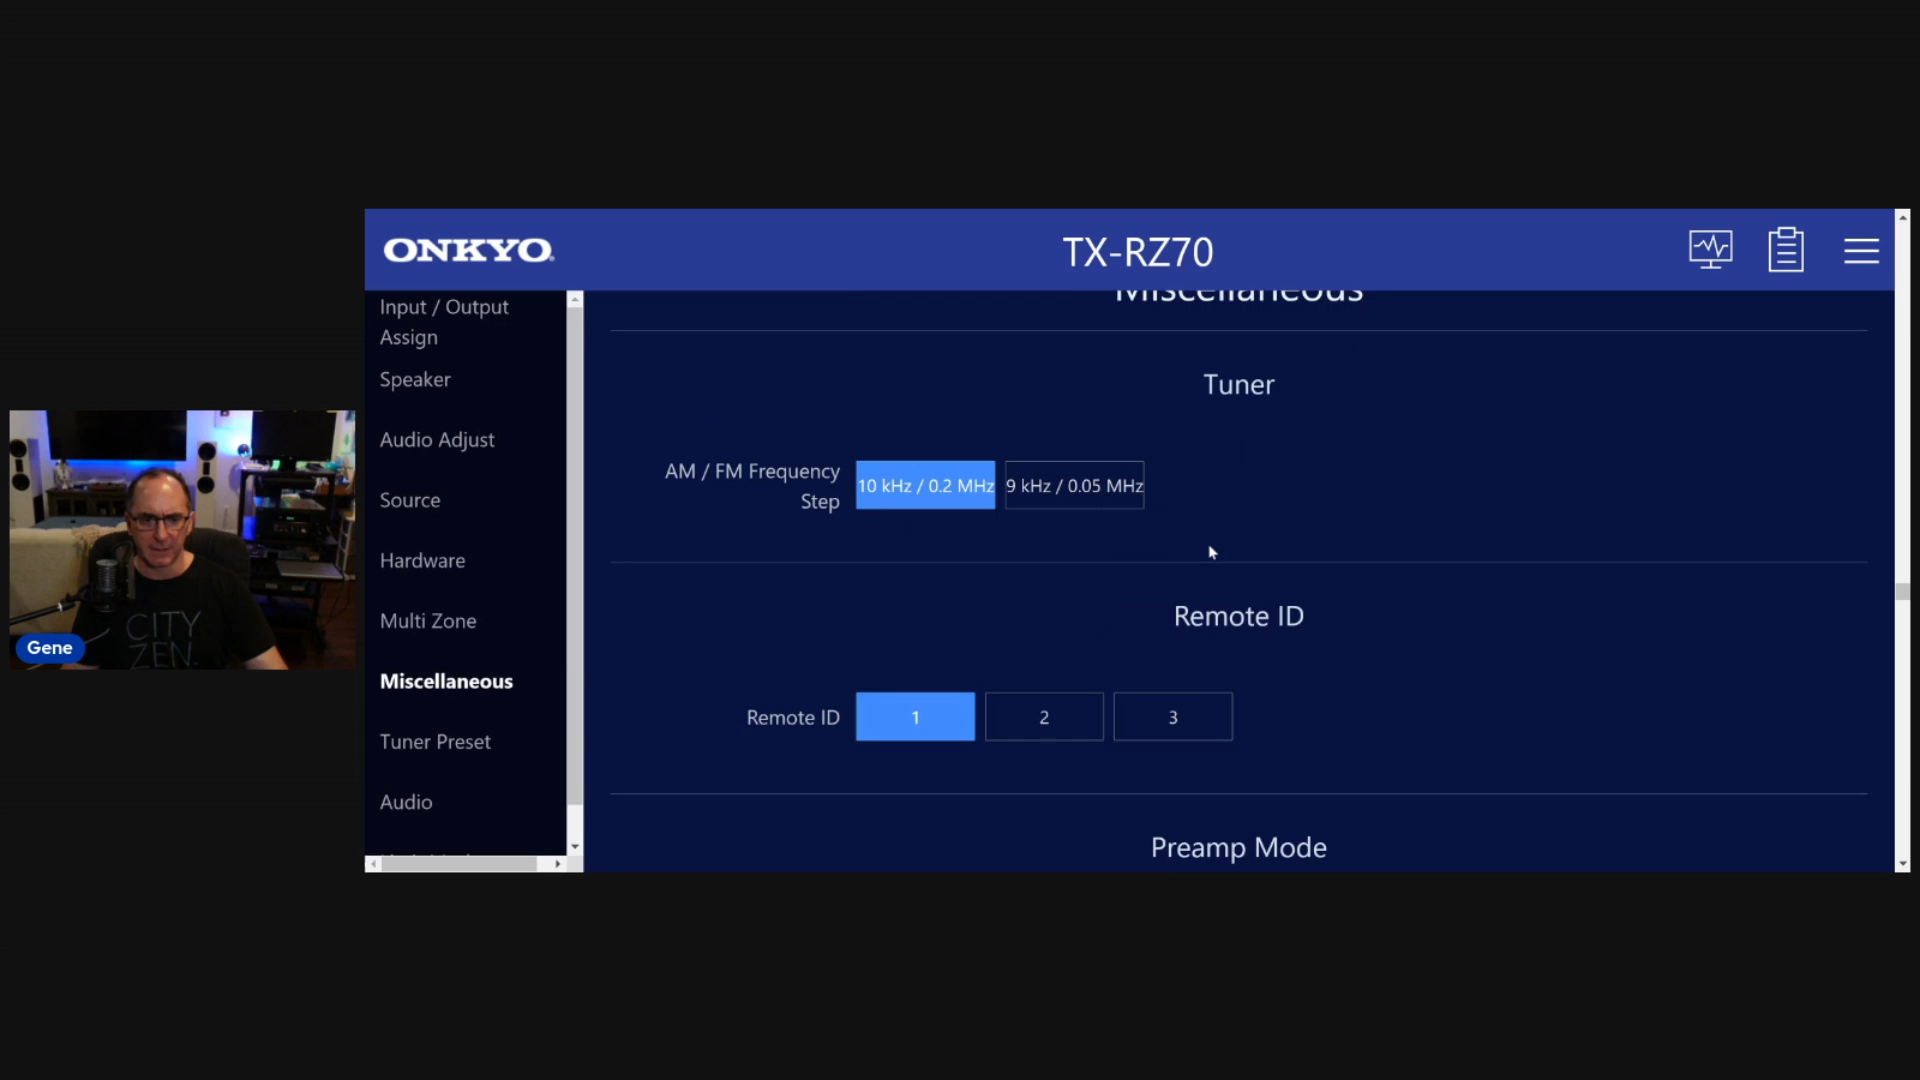 ONKYO
TX-RZ70
Input / Output
Assign
Speaker
Audio Adjust
Source
Hardware
Multi Zone
Miscellaneous
Tuner Preset
Audio
Miscellaneous
Tuner
AM / FM Frequency
Step
10 kHz / 0.2 MHz
9 kHz / 0.05 MHz
Remote ID
Remote ID
1
2
3
Preamp Mode
CITY
ZEN.
Gene